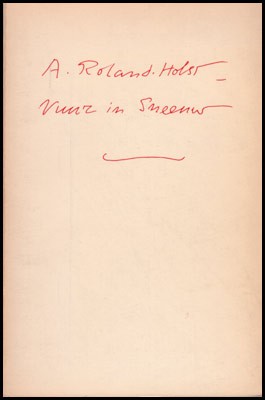 A. Roland Holst -
Vuur in Sneeuw